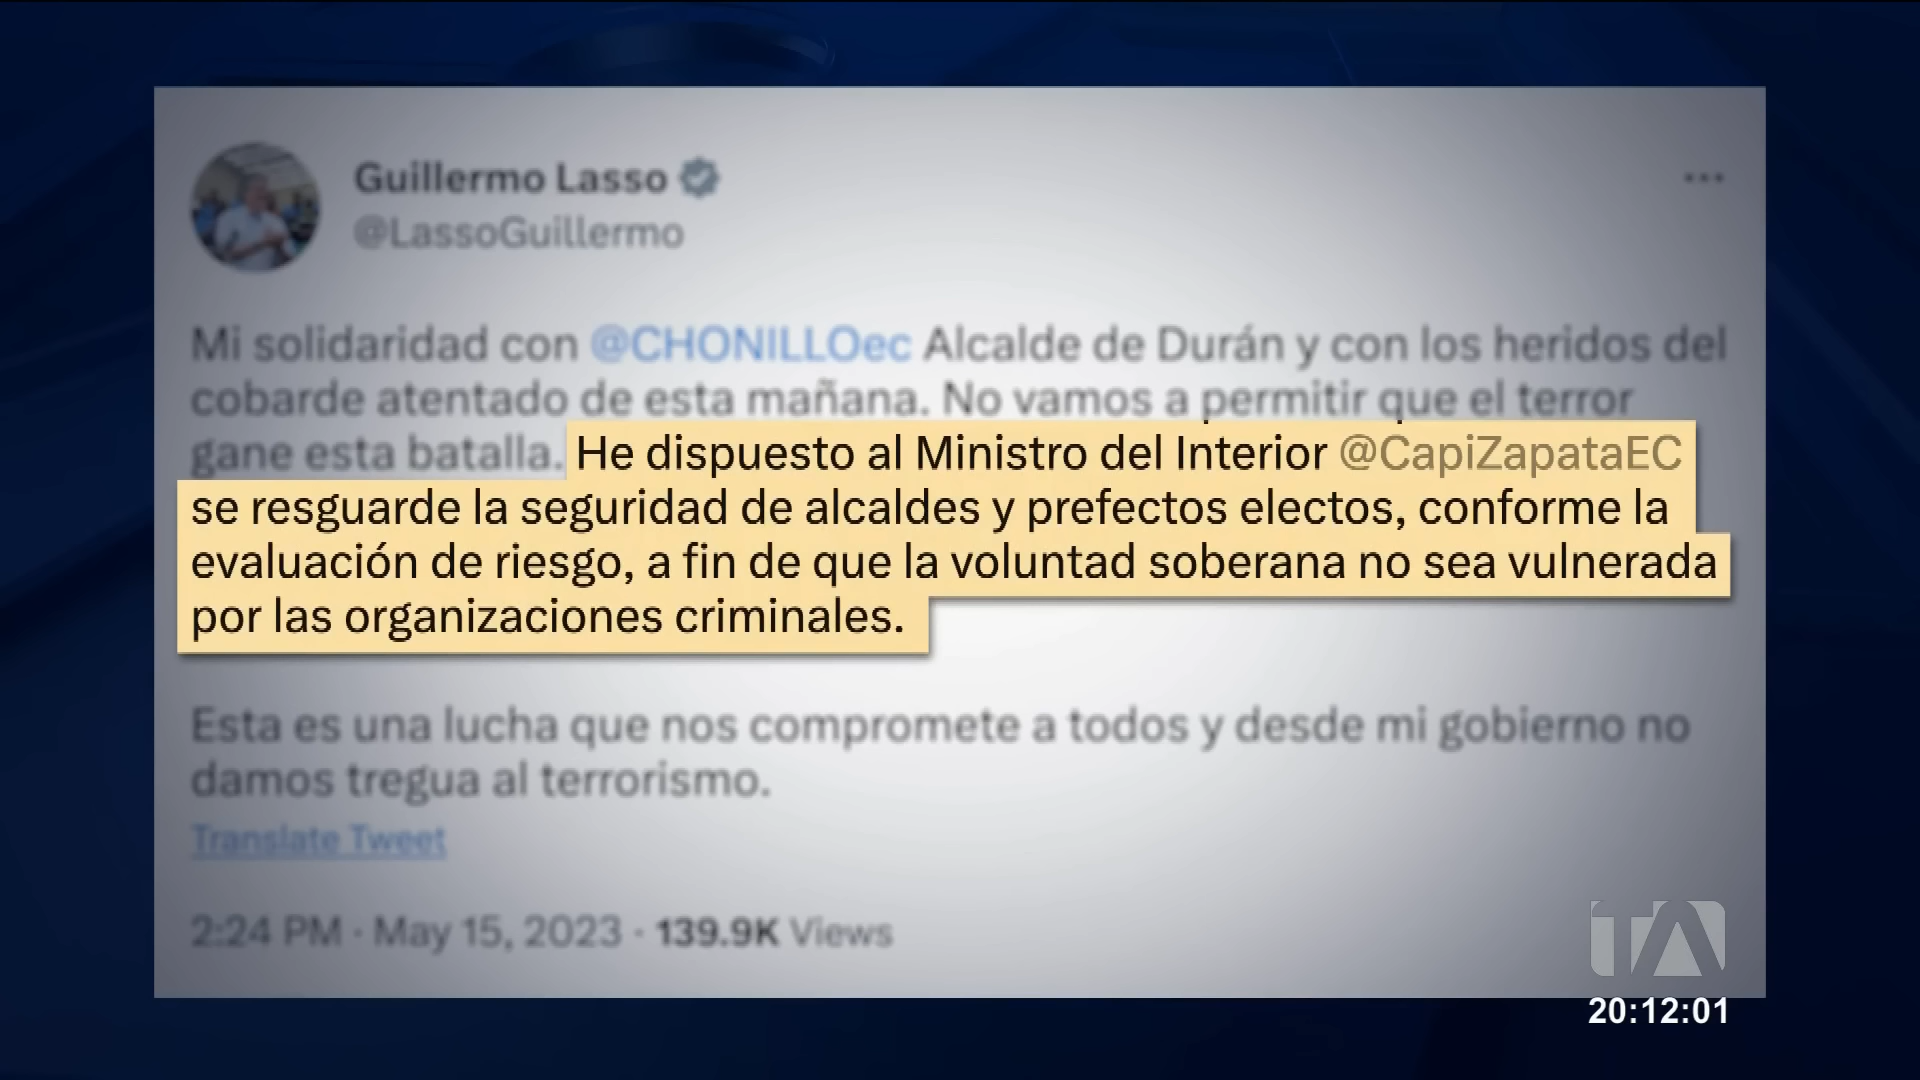 Guillermo Lasso
@LassoGuillermo
Mi solidaridad con @CHONILLOec Alcalde de Durán y con los heridos del
cobarde atentado de esta mañana. No vamos a permitir que el terror
gane esta batalla. He dispuesto al Ministro del Interior @CapiZapataEC
se resguarde la seguridad de alcaldes y prefectos electos, conforme la
evaluación de riesgo, a fin de que la voluntad soberana no sea vulnerada
por las organizaciones criminales.
Esta es una lucha que nos compromete a todos y desde mi gobierno no
damos tregua al terrorismo.
Translate Tweet
2:24 PM · May 15, 2023 · 139.9K Views
TA
20:12:01